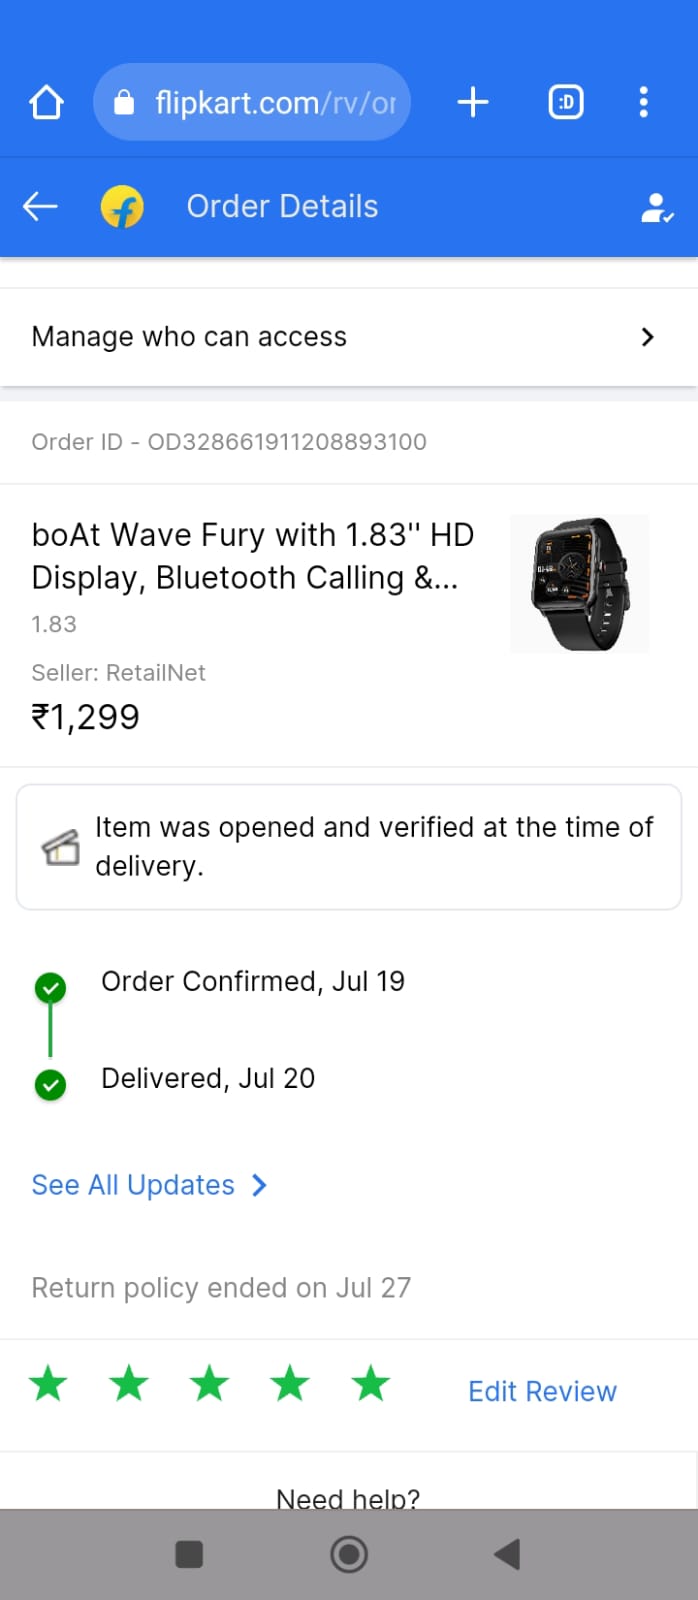 flipkart.com/rv/or
:D
Order Details
Manage who can access
Order ID - OD328661911208893100
boAt Wave Fury with 1.83" HD
Display, Bluetooth Calling &...
1.83
Seller: RetailNet
₹1,299
Item was opened and verified at the time of
delivery.
Order Confirmed, Jul 19
Delivered, Jul 20
See All Updates
Return policy ended on Jul 27
Edit Review
Need help?